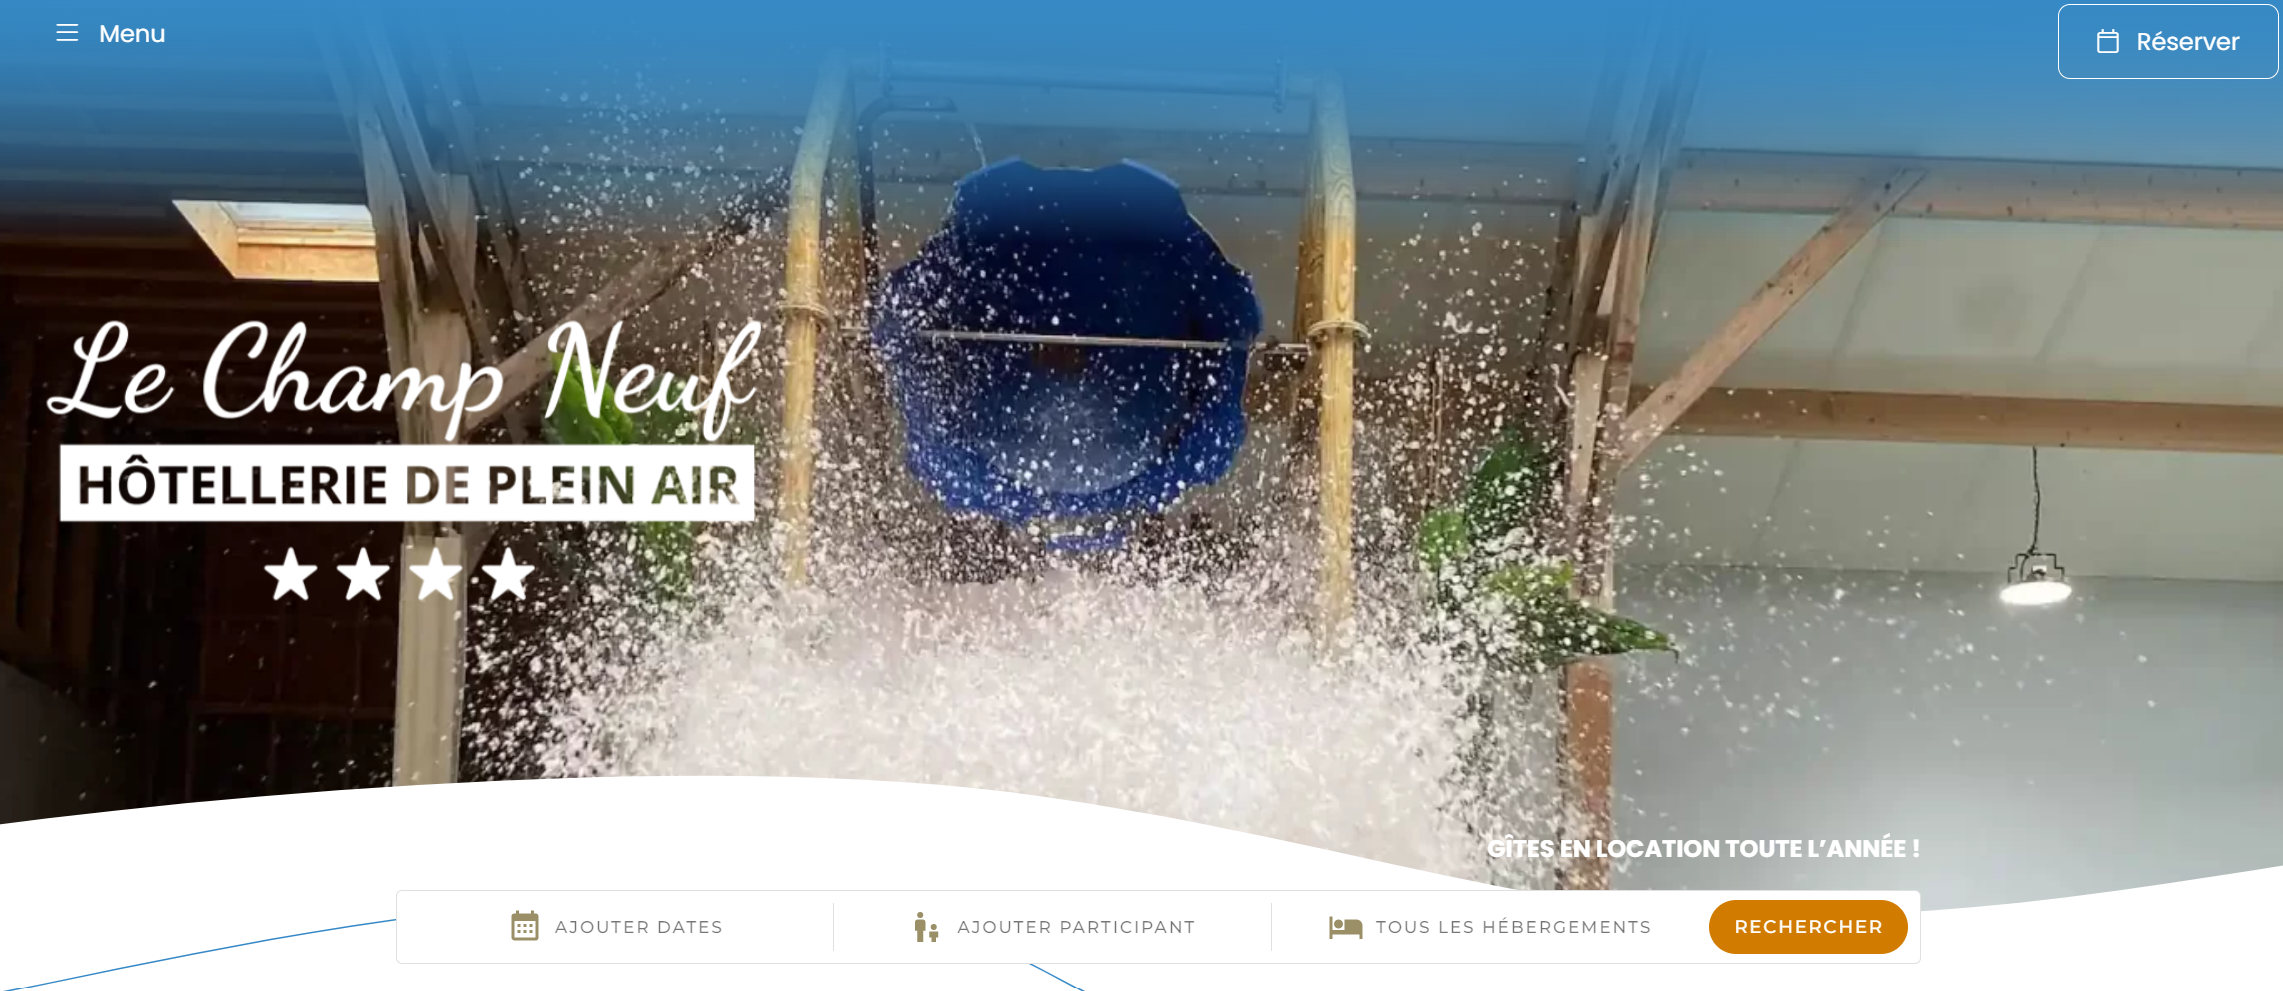 Menu
Réserver
Le Champ Neuf
HÔTELLERIE DE PLEIN AIR
GÎTES EN LOCATION TOUTE L'ANNÉE !
AJOUTER DATES
AJOUTER PARTICIPANT
TOUS LES HÉBERGEMENTS
RECHERCHER